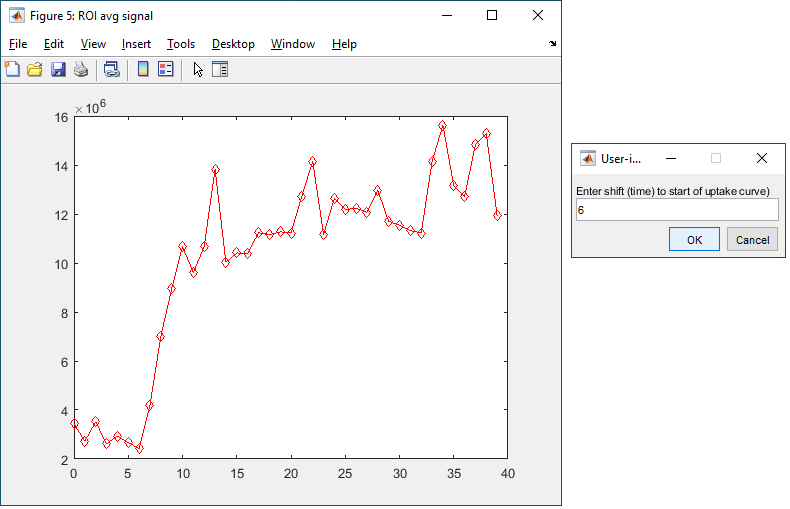 Figure 5: ROI avg signal
File Edit View Insert Tools Desktop Window Help
×10^6
16
14
12
10
8
6
4
2
0 5 10 15 20 25 30 35 40
User-i...
Enter shift (time) to start of uptake curve)
6
OK Cancel